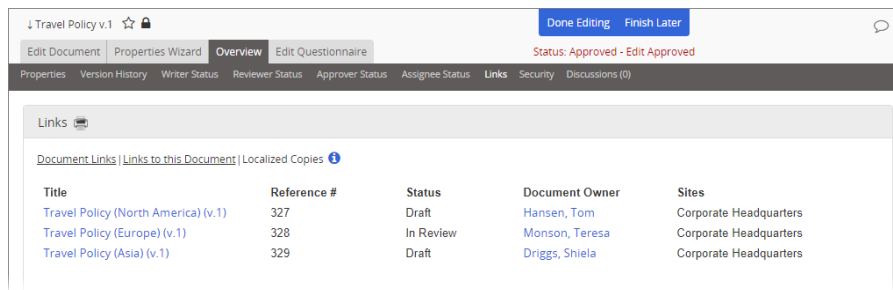 ↓ Travel Policy v.1
Done Editing Finish Later
Edit Document Properties Wizard Overview Edit Questionnaire
Status: Approved - Edit Approved
Properties Version History Writer Status Reviewer Status Approver Status Assignee Status Links Security Discussions (0)
Links
Document Links | Links to this Document | Localized Copies
Title Reference # Status Document Owner Sites
Travel Policy (North America) (v.1) 327 Draft Hansen, Tom Corporate Headquarters
Travel Policy (Europe) (v.1) 328 In Review Monson, Teresa Corporate Headquarters
Travel Policy (Asia) (v.1) 329 Draft Driggs, Shiela Corporate Headquarters